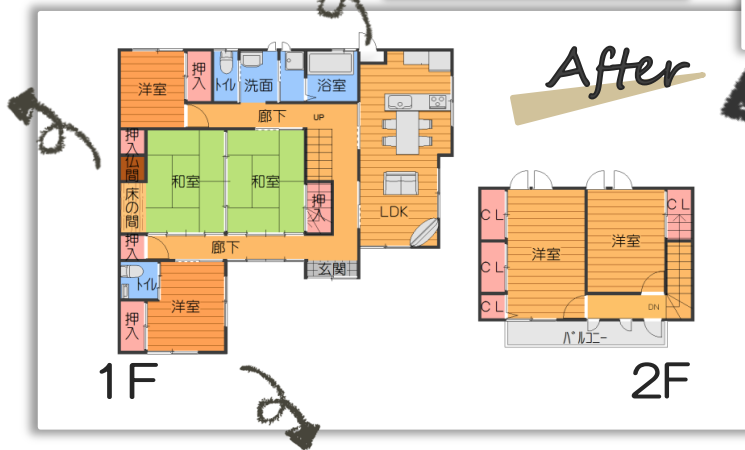 After
洋室
押入
トイレ
洗面
浴室
廊下
UP
押入
仏間
床の間
押入
和室
和室
押入
LDK
廊下
玄関
トイレ
洋室
押入
1F
CL
CL
CL
洋室
洋室
CL
DN
バルコニー
2F